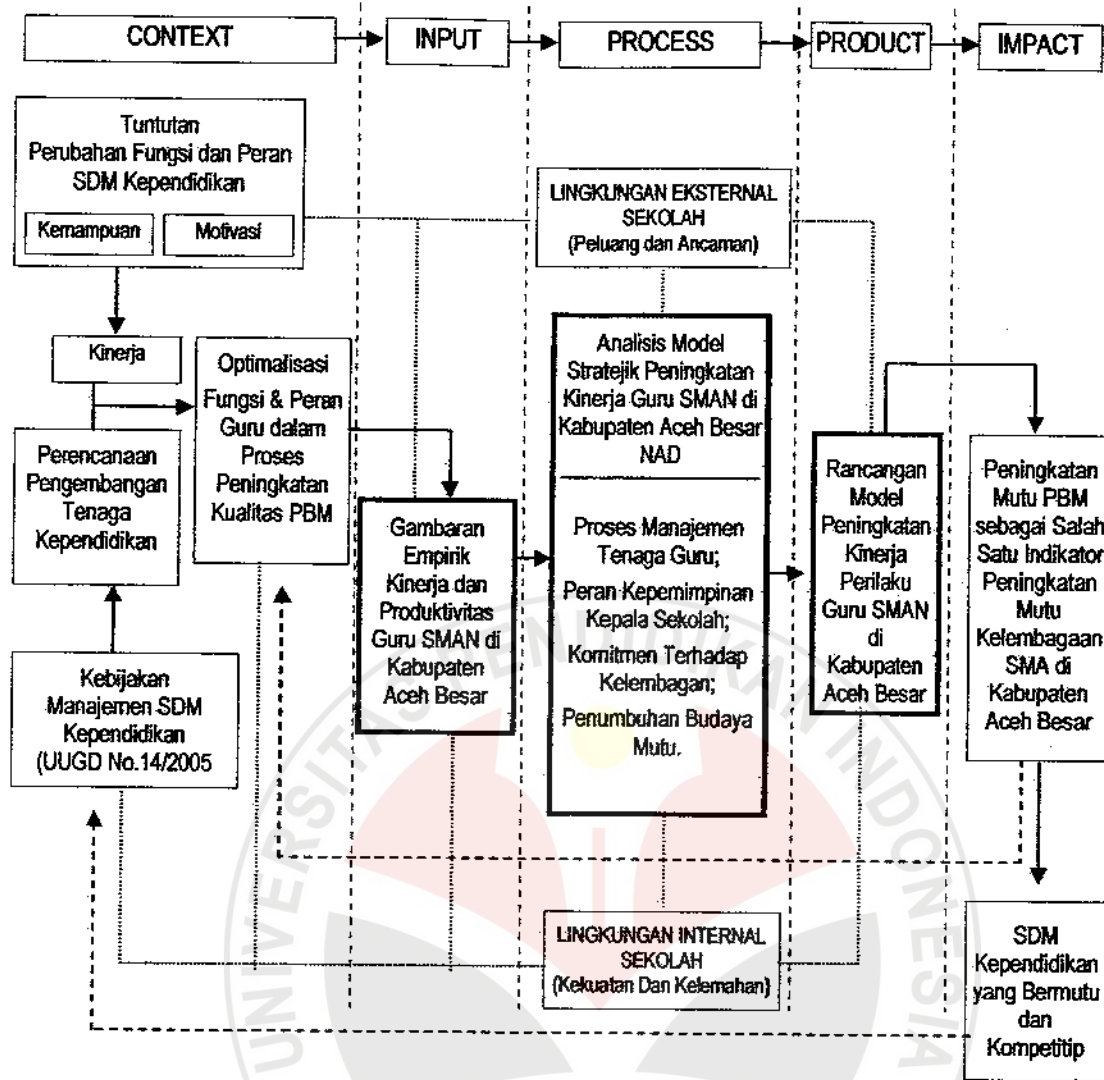 CONTEXT
INPUT
PROCESS
PRODUCT
IMPACT
Tuntutan
Perubahan Fungsi dan Peran
SDM Kependidikan
Kemampuan
Motivasi
Kinerja
Optimalisasi
Fungsi & Peran
Guru dalam
Proses
Peningkatan
Kualitas PBM
Perencanaan
Pengembangan
Tenaga
Kependidikan
Kebijakan
Manajemen SDM
Kependidikan
(UUGD No.14/2005
Gambaran
Empirik
Kinerja dan
Produktivitas
Guru SMAN di
Kabupaten
Aceh Besar
LINGKUNGAN EKSTERNAL
SEKOLAH
(Peluang dan Ancaman)
Analisis Model
Stratejik Peningkatan
Kinerja Guru SMAN di
Kabupaten Aceh Besar
NAD
Proses Manajemen
Tenaga Guru;
Peran Kepemimpinan
Kepala Sekolah;
Komitmen Terhadap
Kelembagan;
Penumbuhan Budaya
Mutu.
LINGKUNGAN INTERNAL
SEKOLAH
(Kekuatan Dan Kelemahan)
Rancangan
Model
Peningkatan
Kinerja
Perilaku
Guru SMAN
di
Kabupaten
Aceh Besar
Peningkatan
Mutu PBM
sebagai Salah
Satu Indikator
Peningkatan
Mutu
Kelembagaan
SMA di
Kabupaten
Aceh Besar
SDM
Kependidikan
yang Bermutu
dan
Kompetitip
UNIVERSITAS PENDIDIKAN INDONESIA